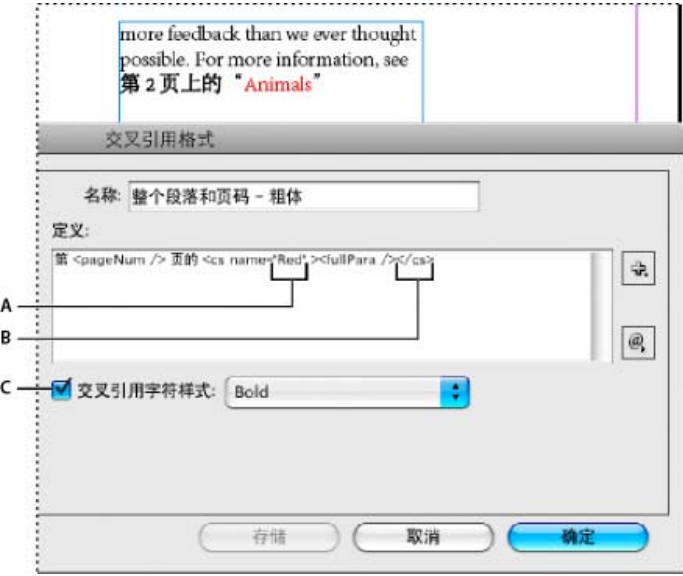 more feedback than we ever thought
possible. For more information, see
第 2 页上的“Animals”
交叉引用格式
名称: 整个段落和页码 - 粗体
定义:
第 <pageNum /> 页的 <cs name="Red" ><fullPara /></cs>
A
B
C
交叉引用字符样式: Bold
存储 取消 确定